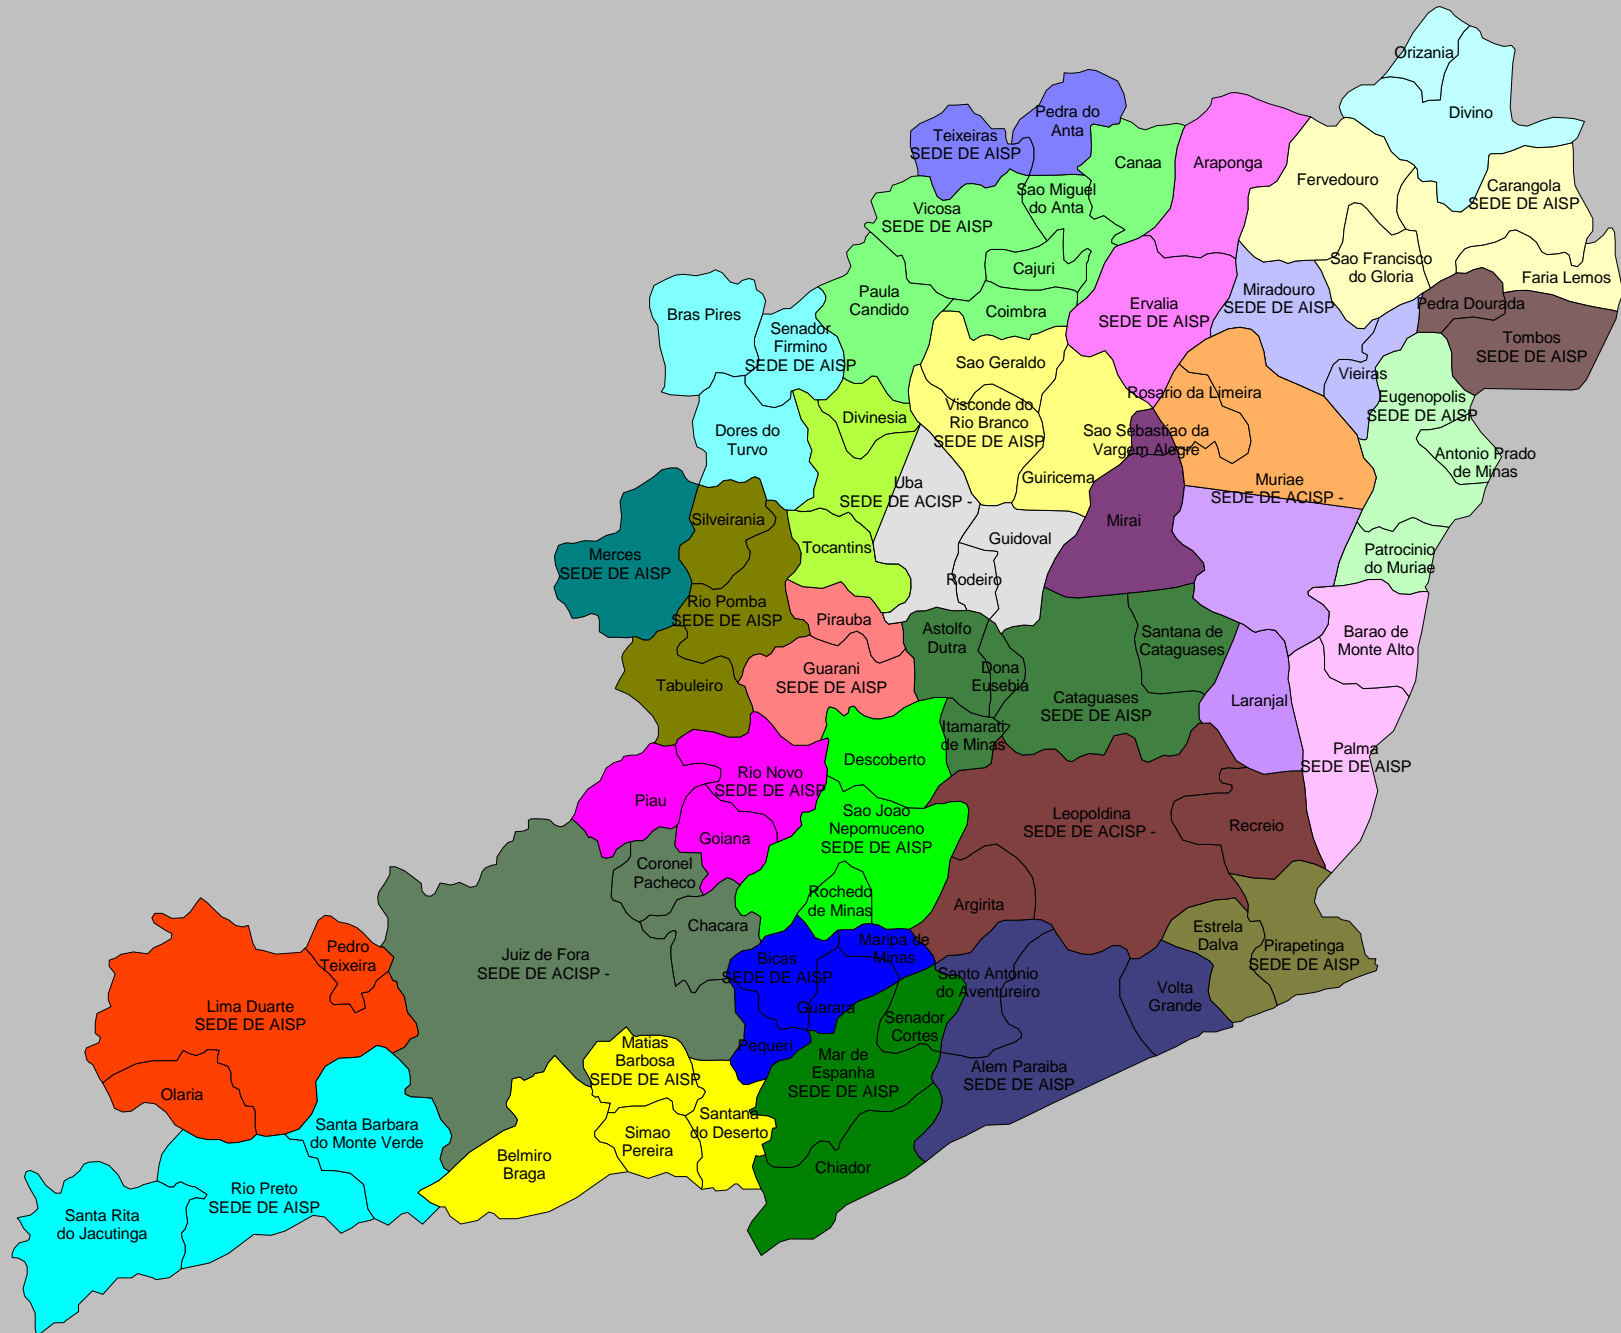 Orizania
Divino
Pedra do
Anta
Teixeiras
SEDE DE AISP
Canaa
Araponga
Fervedouro
Carangola
SEDE DE AISP
Sao Miguel
do Anta
Vicosa
SEDE DE AISP
Cajuri
Sao Francisco
do Gloria
Faria Lemos
Paula
Candido
Coimbra
Ervalia
SEDE DE AISP
Miradouro
SEDE DE AISP
Pedra Dourada
Tombos
SEDE DE AISP
Bras Pires
Senador
Firmino
SEDE DE AISP
Sao Geraldo
Vieiras
Rosario da Limeira
Eugenopolis
SEDE DE AISP
Visconde do
Rio Branco
SEDE DE AISP
Divinesia
Dores do
Turvo
Sao Sebastiao da
Vargem Alegre
Antonio Prado
de Minas
Guiricema
Uba
SEDE DE ACISP -
Muriae
SEDE DE ACISP -
Silveirania
Mirai
Guidoval
Tocantins
Merces
SEDE DE AISP
Patrocinio
do Muriae
Rodeiro
Rio Pomba
SEDE DE AISP
Pirauba
Astolfo
Dutra
Santana de
Cataguases
Barao de
Monte Alto
Guarani
SEDE DE AISP
Dona
Eusebia
Tabuleiro
Cataguases
SEDE DE AISP
Laranjal
Itamarati
de Minas
Palma
SEDE DE AISP
Descoberto
Rio Novo
SEDE DE AISP
Piau
Sao Joao
Nepomuceno
SEDE DE AISP
Leopoldina
SEDE DE ACISP -
Recreio
Goiana
Coronel
Pacheco
Rochedo
de Minas
Argirita
Chacara
Estrela
Dalva
Pirapetinga
SEDE DE AISP
Maripa de
Minas
Pedro
Teixeira
Juiz de Fora
SEDE DE ACISP -
Bicas
SEDE DE AISP
Santo Antonio
do Aventureiro
Volta
Grande
Guarara
Lima Duarte
SEDE DE AISP
Senador
Cortes
Pequeri
Matias
Barbosa
SEDE DE AISP
Mar de
Espanha
SEDE DE AISP
Alem Paraiba
SEDE DE AISP
Olaria
Santa Barbara
do Monte Verde
Santana
do Deserto
Simao
Pereira
Belmiro
Braga
Chiador
Rio Preto
SEDE DE AISP
Santa Rita
do Jacutinga